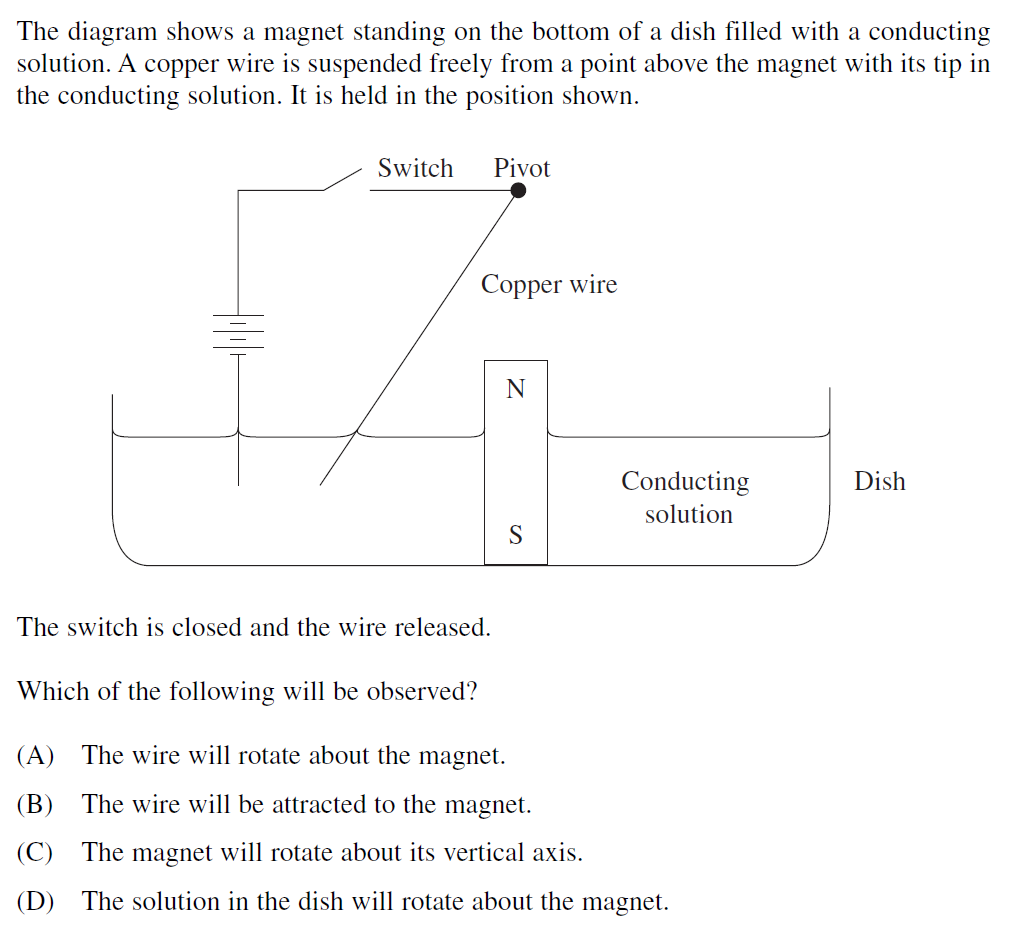 The diagram shows a magnet standing on the bottom of a dish filled with a conducting
solution. A copper wire is suspended freely from a point above the magnet with its tip in
the conducting solution. It is held in the position shown.
Switch Pivot
Copper wire
N
Conducting
solution
Dish
S
The switch is closed and the wire released.
Which of the following will be observed?
(A) The wire will rotate about the magnet.
(B) The wire will be attracted to the magnet.
(C) The magnet will rotate about its vertical axis.
(D) The solution in the dish will rotate about the magnet.